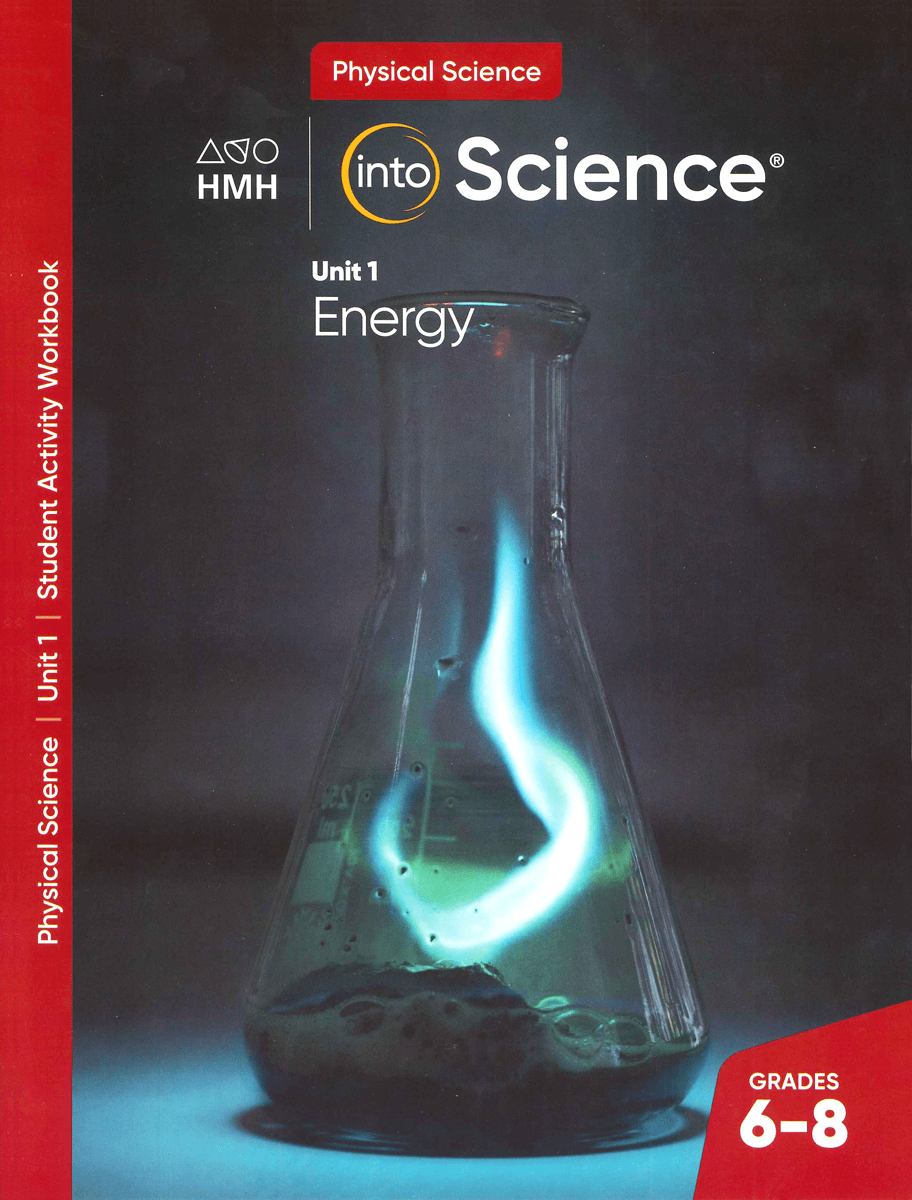 Physical Science
HMH
into Science®
Unit 1
Energy
Physical Science | Unit 1 | Student Activity Workbook
GRADES
6–8